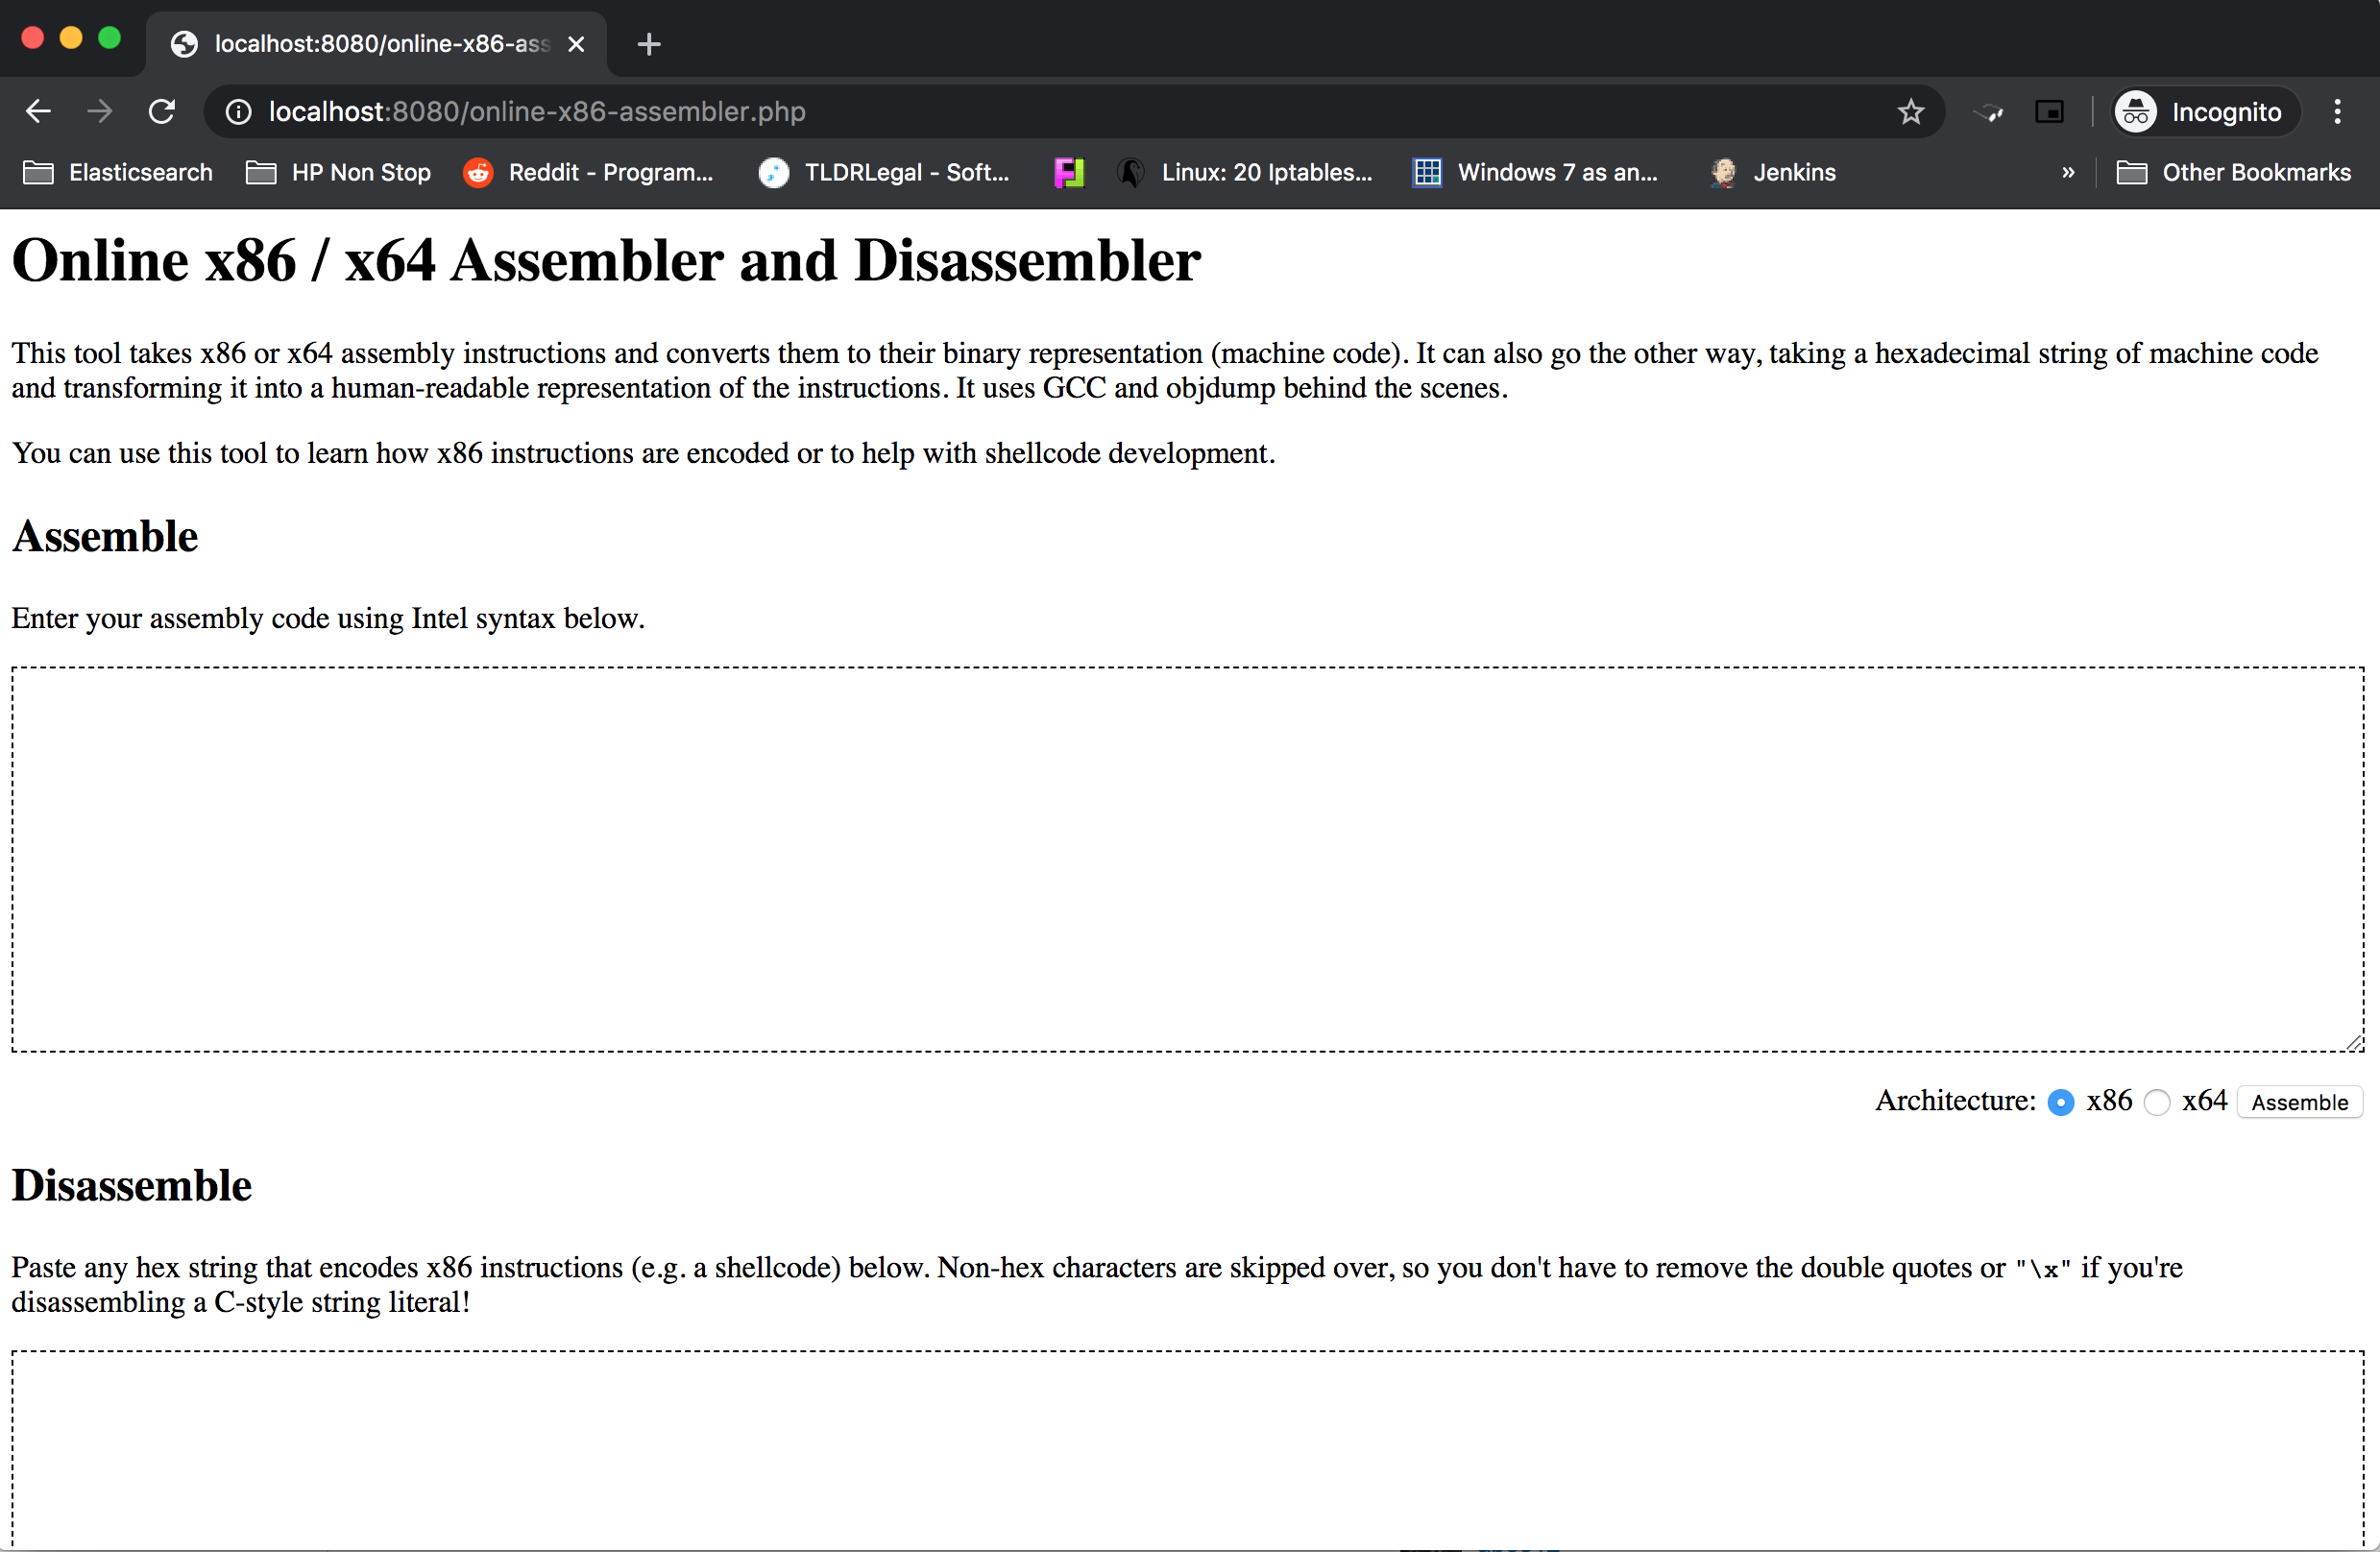 localhost:8080/online-x86-ass
localhost:8080/online-x86-assembler.php
Incognito
Elasticsearch
HP Non Stop
Reddit - Program...
TLDRLegal - Soft...
Linux: 20 Iptables...
Windows 7 as an...
Jenkins
»
Other Bookmarks
Online x86 / x64 Assembler and Disassembler
This tool takes x86 or x64 assembly instructions and converts them to their binary representation (machine code). It can also go the other way, taking a hexadecimal string of machine code
and transforming it into a human-readable representation of the instructions. It uses GCC and objdump behind the scenes.
You can use this tool to learn how x86 instructions are encoded or to help with shellcode development.
Assemble
Enter your assembly code using Intel syntax below.
Architecture: x86 x64 Assemble
Disassemble
Paste any hex string that encodes x86 instructions (e.g. a shellcode) below. Non-hex characters are skipped over, so you don't have to remove the double quotes or "\x" if you're
disassembling a C-style string literal!